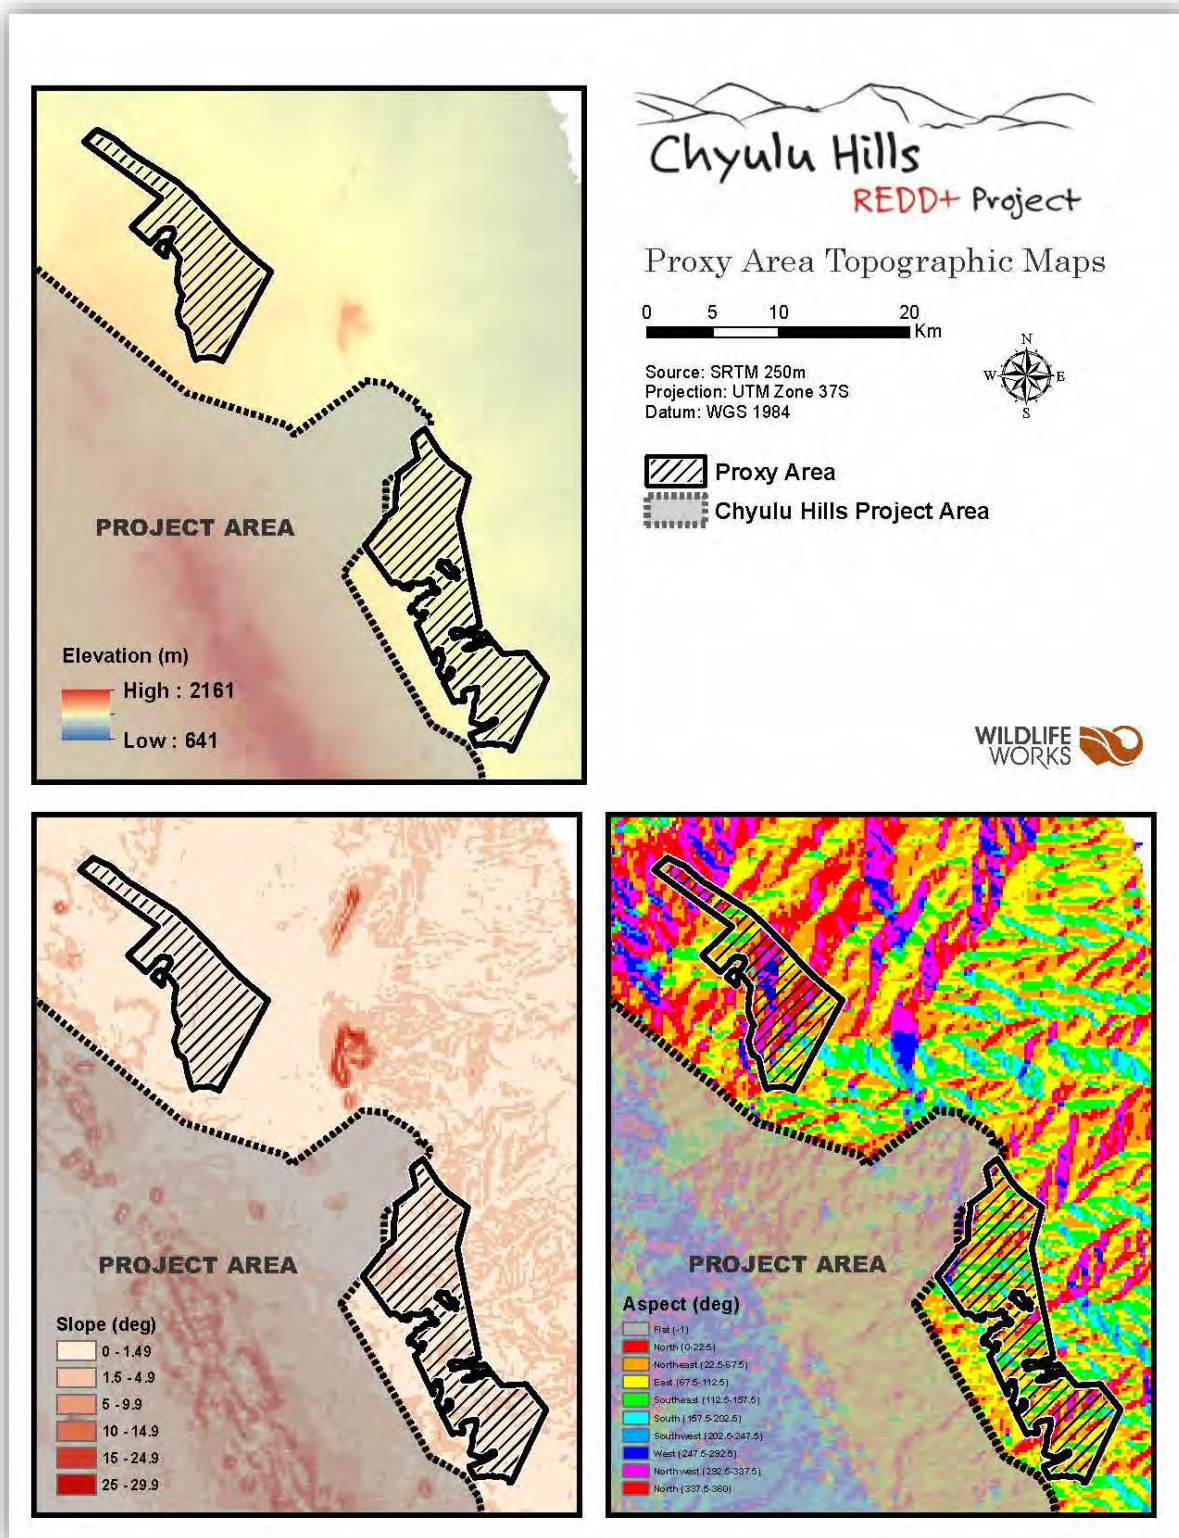 Chyulu Hills
REDD+ Project
Proxy Area Topographic Maps
0 5 10 20
Km
Source: SRTM 250m
Projection: UTM Zone 37S
Datum: WGS 1984
N
W E
S
Proxy Area
Chyulu Hills Project Area
WILDLIFE
WORKS
PROJECT AREA
Elevation (m)
High : 2161
Low : 641
PROJECT AREA
Slope (deg)
0 - 1.49
1.5 - 4.9
5 - 9.9
10 - 14.9
15 - 24.9
25 - 29.9
PROJECT AREA
Aspect (deg)
Flat (-1)
North (0-22.5)
Northeast (22.5-67.5)
East (67.5-112.5)
Southeast (112.5-157.5)
South (157.5-202.5)
Southwest (202.5-247.5)
West (247.5-292.5)
Northwest (292.5-337.5)
North (337.5-360)